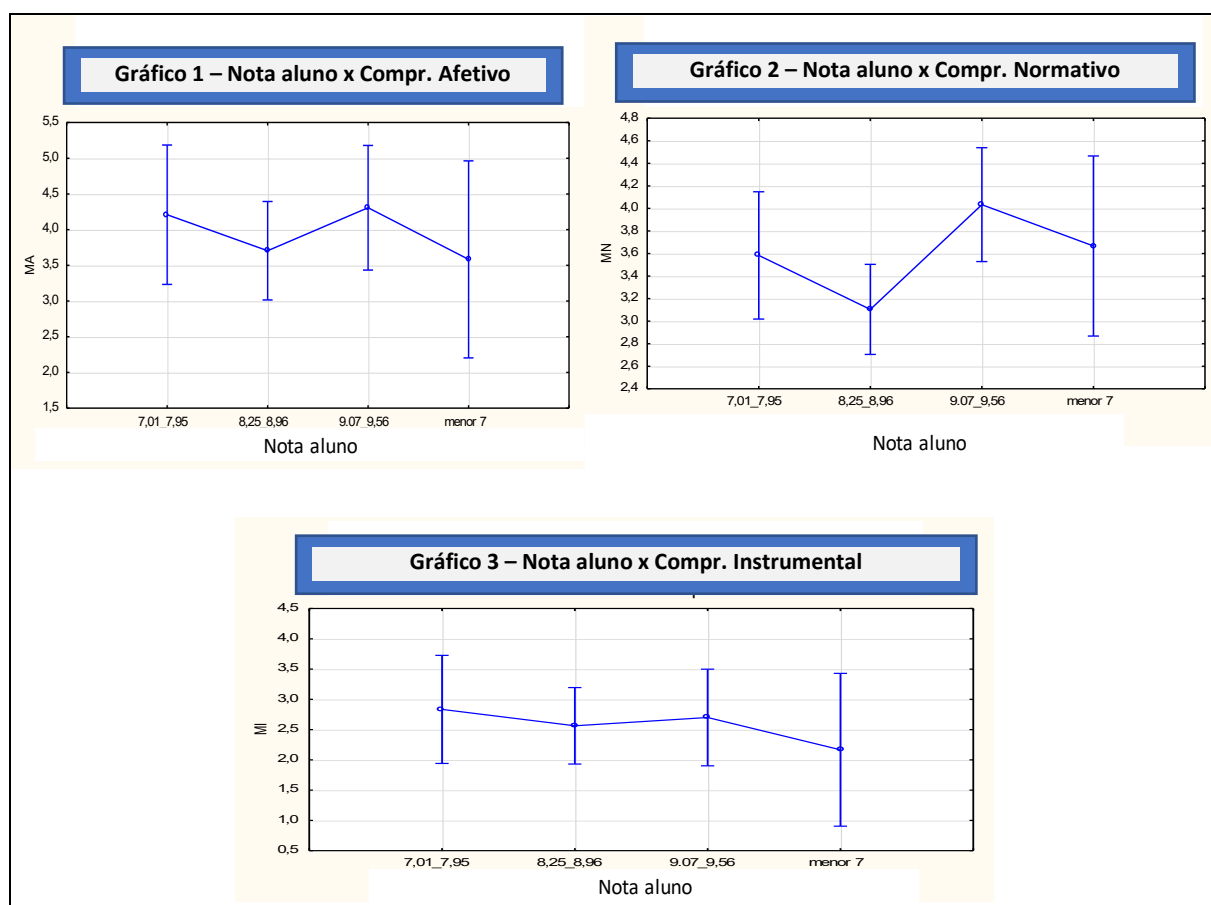 Gráfico 1 – Nota aluno x Compr. Afetivo
5,5
5,0
4,5
4,0
3,5
3,0
2,5
2,0
1,5
MA
7,01_7,95 8,25_8,96 9.07_9,56 menor 7
Nota aluno
Gráfico 2 – Nota aluno x Compr. Normativo
4,8
4,6
4,4
4,2
4,0
3,8
3,6
3,4
3,2
3,0
2,8
2,6
2,4
MN
7,01_7,95 8,25_8,96 9.07_9,56 menor 7
Nota aluno
Gráfico 3 – Nota aluno x Compr. Instrumental
4,5
4,0
3,5
3,0
2,5
2,0
1,5
1,0
0,5
MI
7,01_7,95 8,25_8,96 9.07_9,56 menor 7
Nota aluno